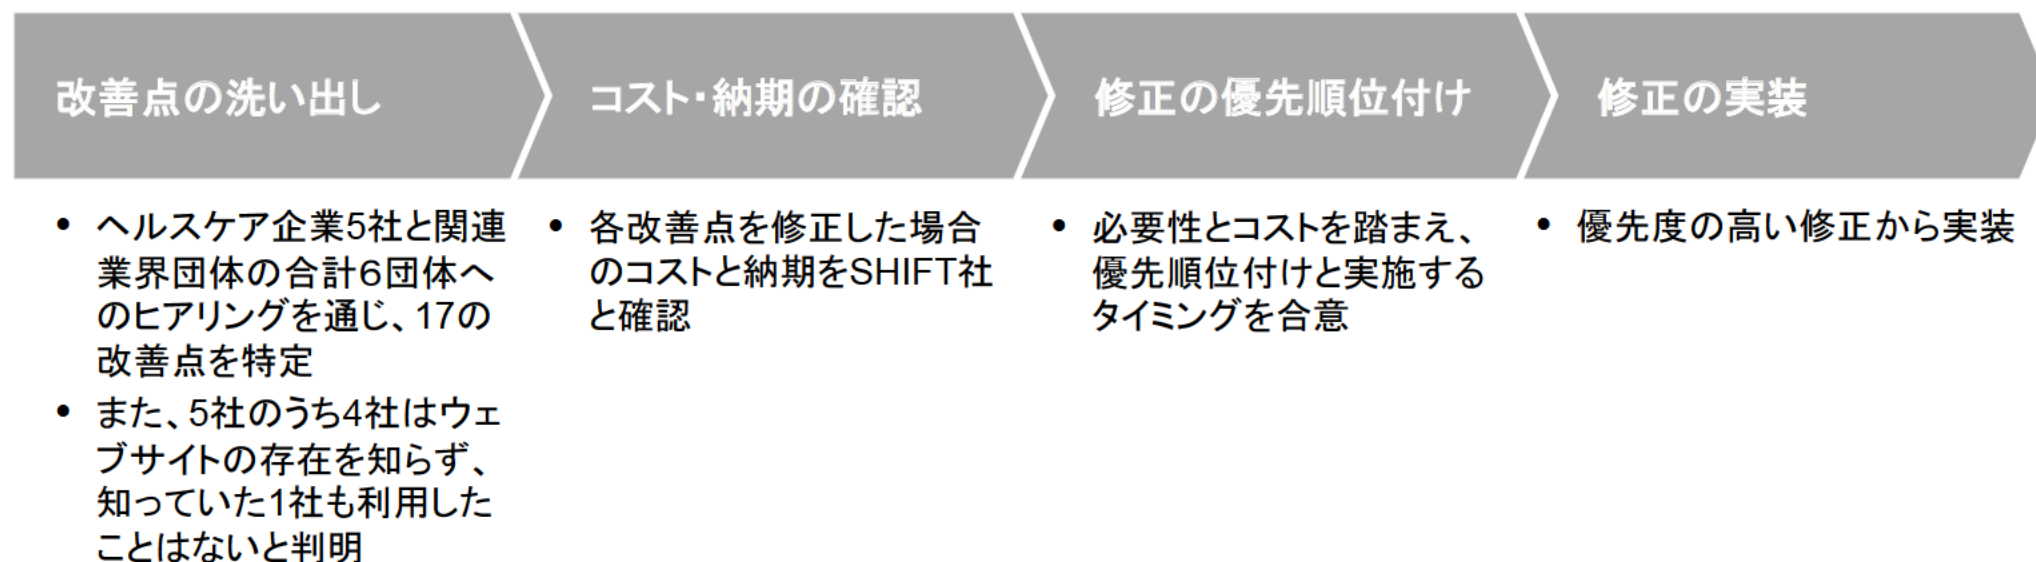 改善点の洗い出し
コスト・納期の確認
修正の優先順位付け
修正の実装
• ヘルスケア企業5社と関連
業界団体の合計6団体へ
のヒアリングを通じ、17の
改善点を特定
• また、5社のうち4社はウェ
ブサイトの存在を知らず、
知っていた1社も利用した
ことはないと判明
• 各改善点を修正した場合
のコストと納期をSHIFT社
と確認
• 必要性とコストを踏まえ、
優先順位付けと実施する
タイミングを合意
• 優先度の高い修正から実装